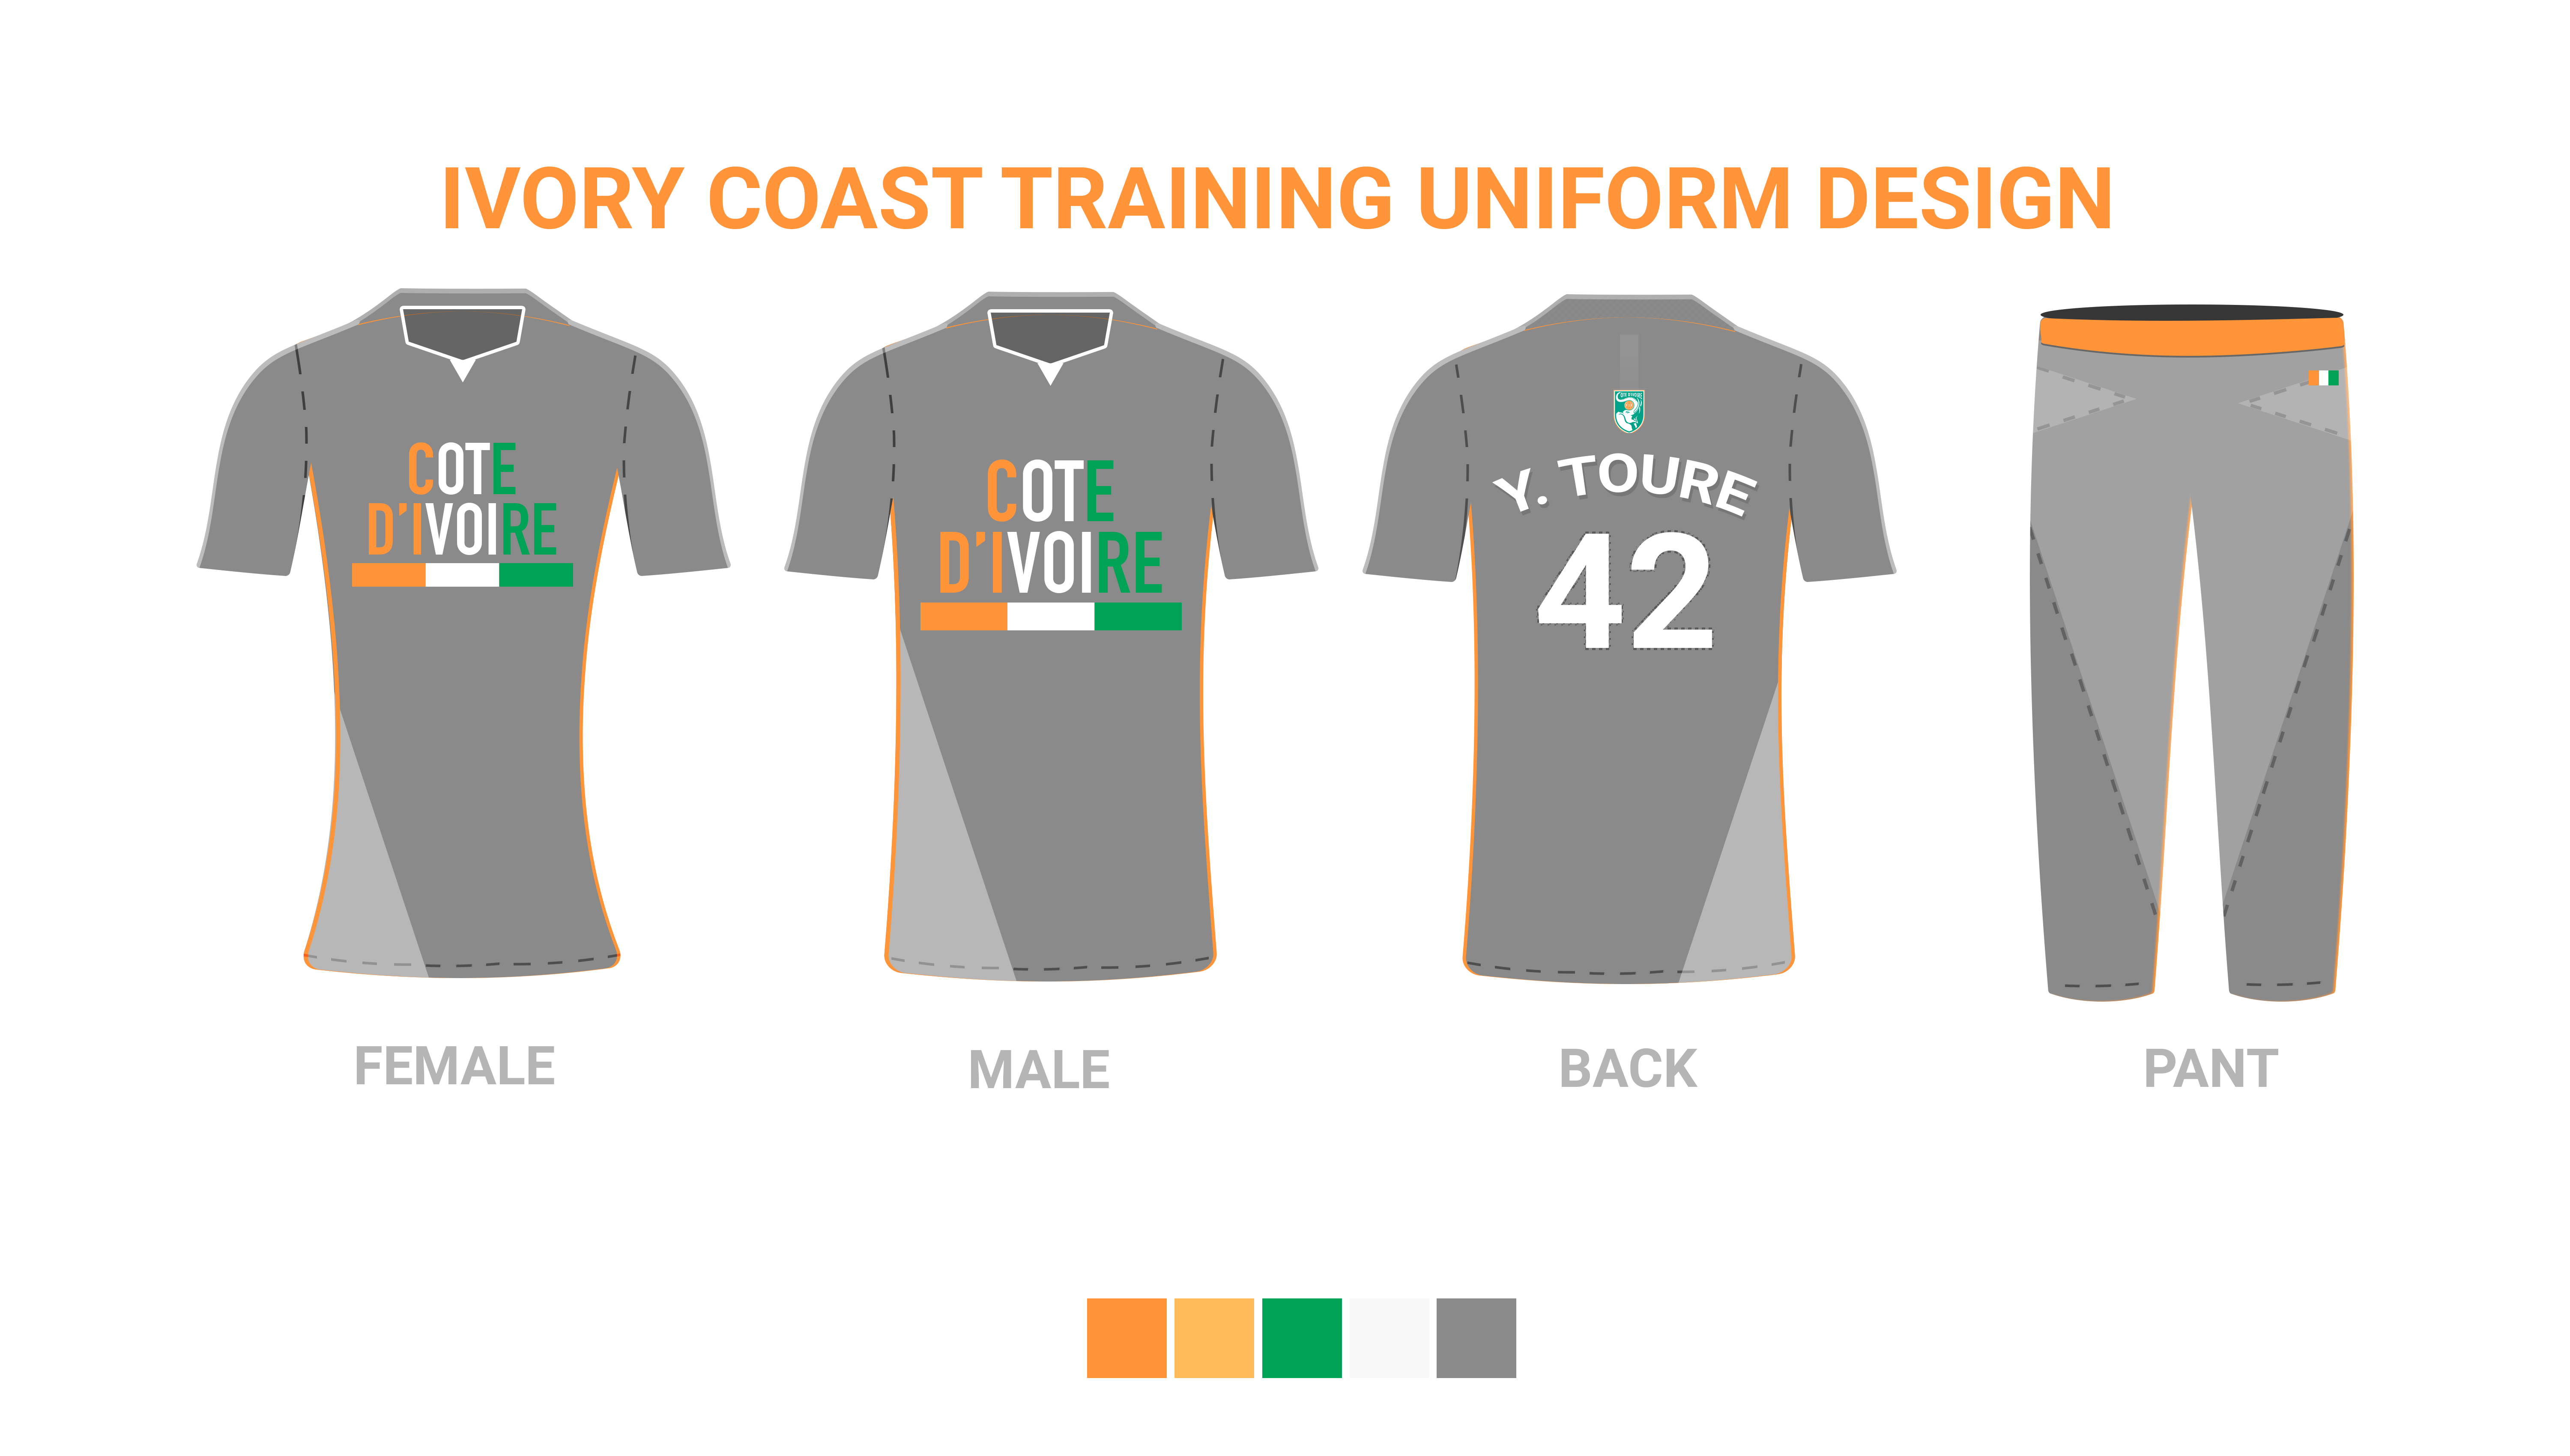 IVORY COAST TRAINING UNIFORM DESIGN
COTE
D'IVOIRE
COTE
D'IVOIRE
Y. TOURE
42
FEMALE
MALE
BACK
PANT